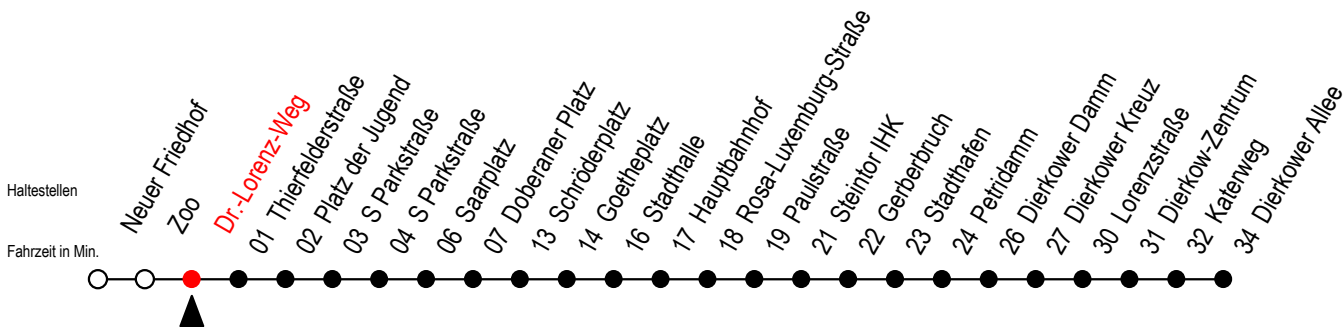 Haltestellen
Fahrzeit in Min.
Neuer Friedhof
Zoo
Dr.-Lorenz-Weg
01 Thierfelderstraße
02 Platz der Jugend
03 S Parkstraße
04 S Parkstraße
06 Saarplatz
07 Doberaner Platz
13 Schröderplatz
14 Goetheplatz
16 Stadthalle
17 Hauptbahnhof
18 Rosa-Luxemburg-Straße
19 Paulstraße
21 Steintor IHK
22 Gerberbruch
23 Stadthafen
24 Petridamm
26 Dierkower Damm
27 Dierkower Kreuz
30 Lorenzstraße
31 Dierkow-Zentrum
32 Katerweg
34 Dierkower Allee